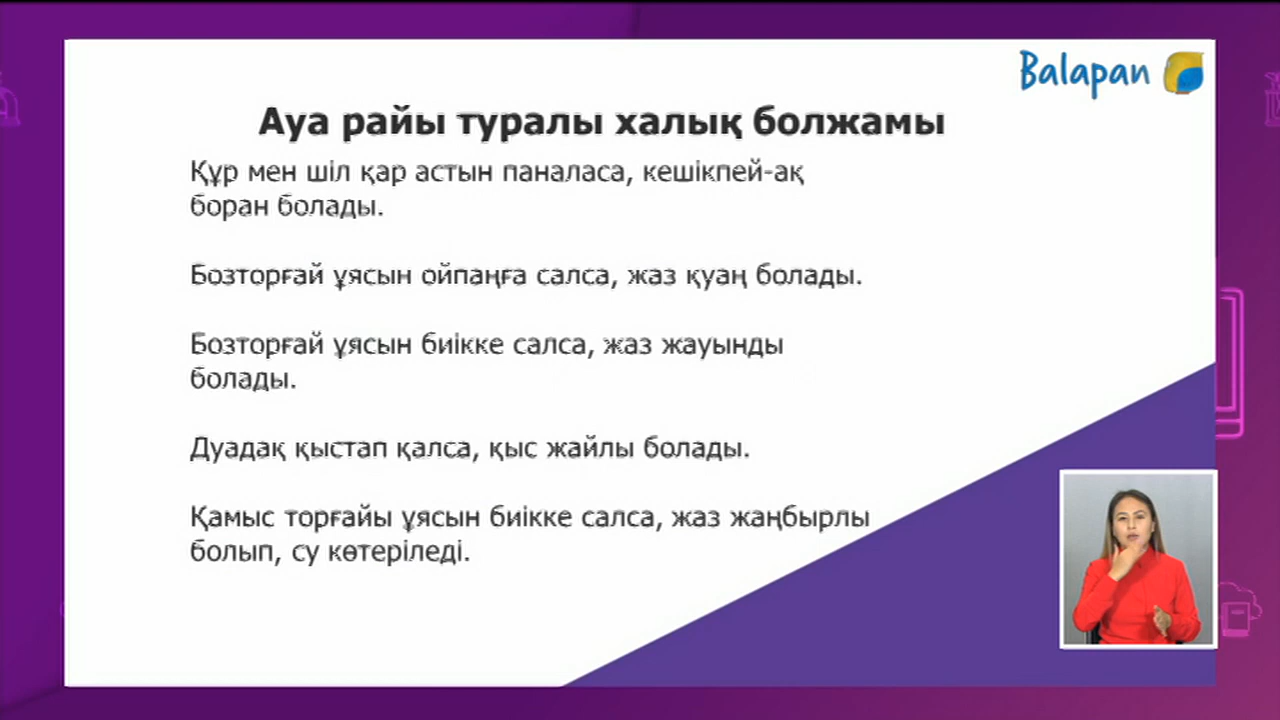 Balapan
Ауа райы туралы халық болжамы
Құр мен шіл қар астын паналаса, кешікпей-ақ
боран болады.
Бозторғай ұясын ойпаңға салса, жаз қуаң болады.
Бозторғай ұясын биікке салса, жаз жауынды
болады.
Дуадақ қыстап қалса, қыс жайлы болады.
Қамыс торғайы ұясын биікке салса, жаз жаңбырлы
болып, су көтеріледі.